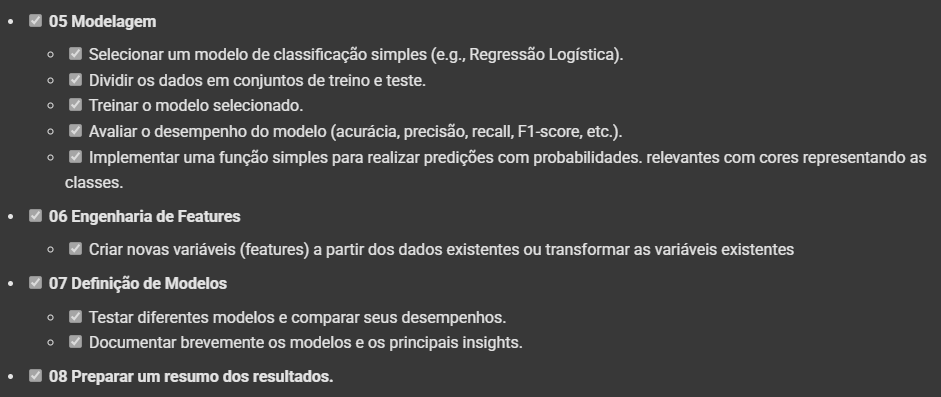 05 Modelagem
Selecionar um modelo de classificação simples (e.g., Regressão Logística).
Dividir os dados em conjuntos de treino e teste.
Treinar o modelo selecionado.
Avaliar o desempenho do modelo (acurácia, precisão, recall, F1-score, etc.).
Implementar uma função simples para realizar predições com probabilidades. relevantes com cores representando as
classes.
06 Engenharia de Features
Criar novas variáveis (features) a partir dos dados existentes ou transformar as variáveis existentes
07 Definição de Modelos
Testar diferentes modelos e comparar seus desempenhos.
Documentar brevemente os modelos e os principais insights.
08 Preparar um resumo dos resultados.